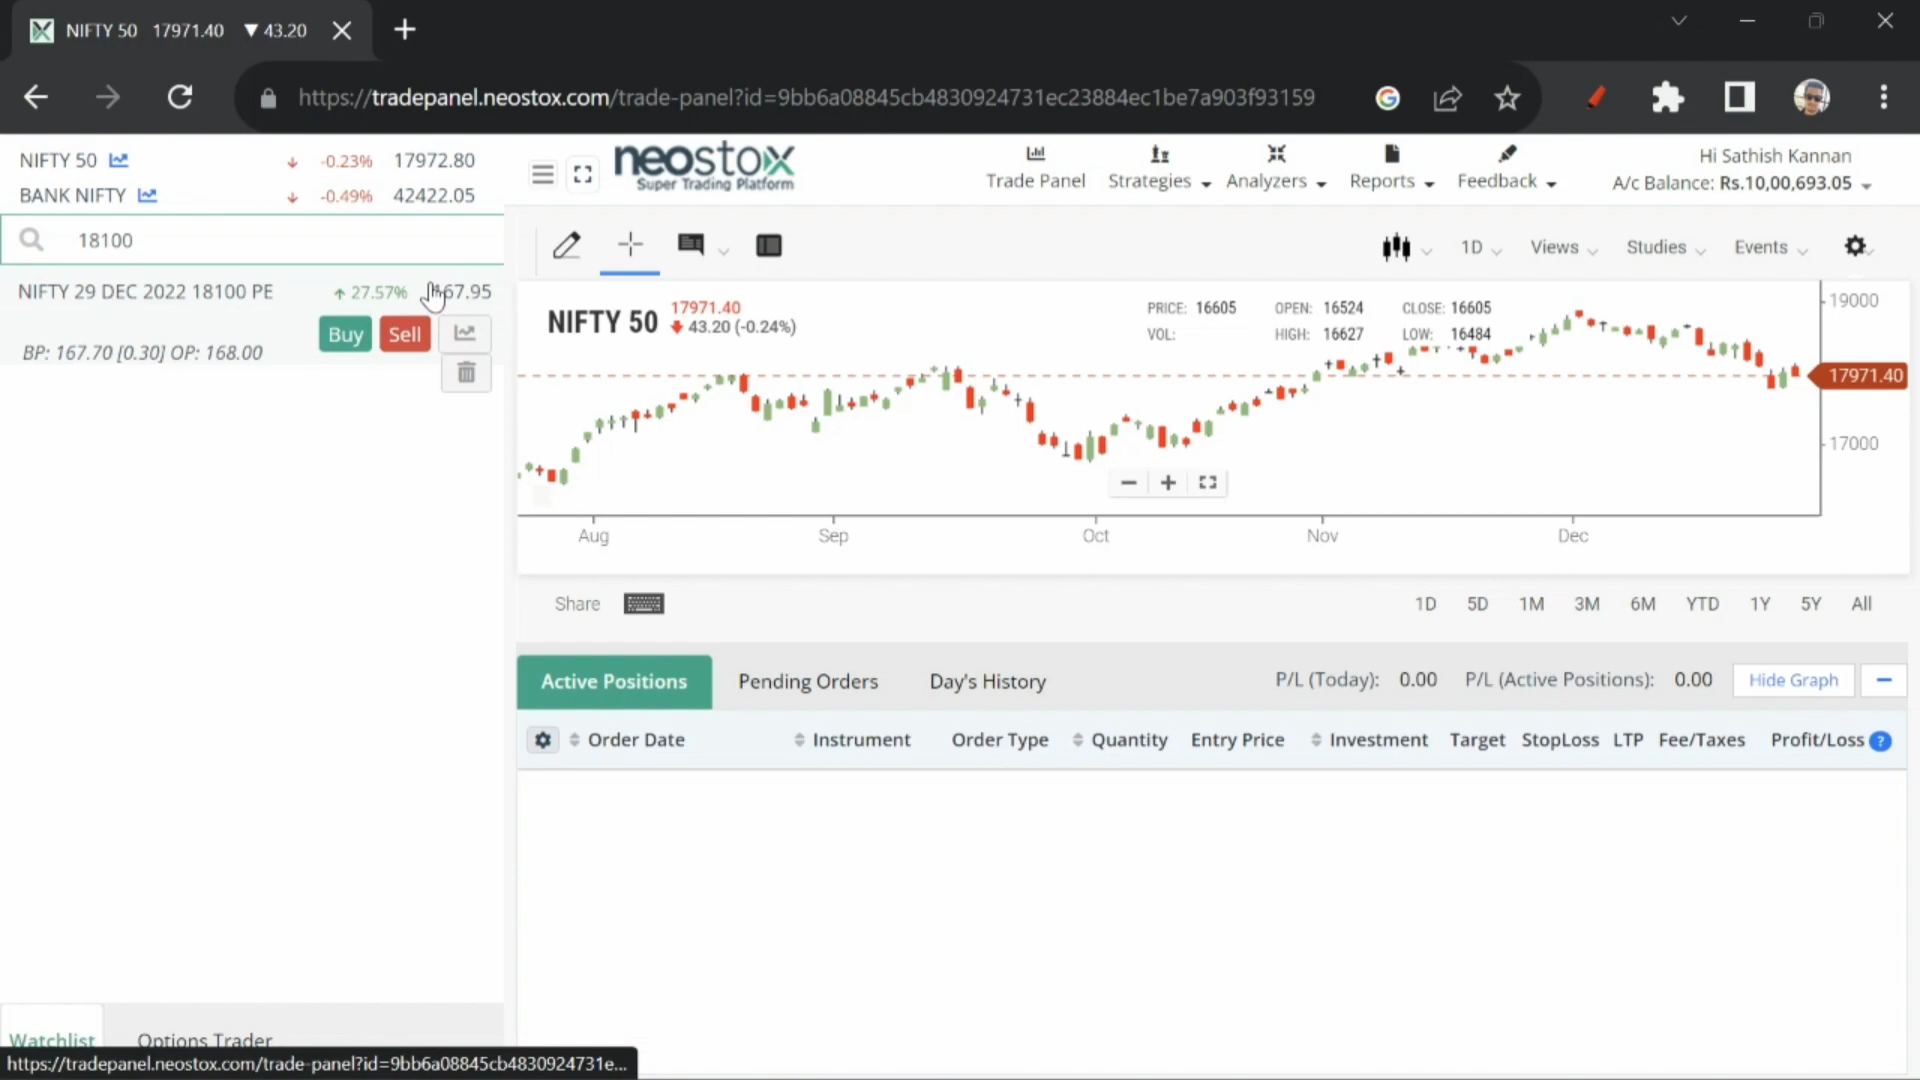 NIFTY 50 17971.40 ▼ 43.20
https://tradepanel.neostox.com/trade-panel?id=9bb6a08845cb4830924731ec23884ec1be7a903f93159
NIFTY 50 -0.23% 17972.80
BANK NIFTY -0.49% 42422.05
18100
NIFTY 29 DEC 2022 18100 PE 27.57% 167.95
Buy Sell
BP: 167.70 [0.30] OP: 168.00
Watchlist Options Trader
https://tradepanel.neostox.com/trade-panel?id=9bb6a08845cb4830924731e...
neostox
Super Trading Platform
Trade Panel Strategies Analyzers Reports Feedback
Hi Sathish Kannan
A/c Balance: Rs.10,00,693.05
1D Views Studies Events
NIFTY 50 17971.40
43.20 (-0.24%)
PRICE: 16605 OPEN: 16524 CLOSE: 16605
VOL: HIGH: 16627 LOW: 16484
19000
17971.40
17000
Aug Sep Oct Nov Dec
Share 1D 5D 1M 3M 6M YTD 1Y 5Y All
Active Positions Pending Orders Day's History P/L (Today): 0.00 P/L (Active Positions): 0.00 Hide Graph
Order Date Instrument Order Type Quantity Entry Price Investment Target StopLoss LTP Fee/Taxes Profit/Loss ?